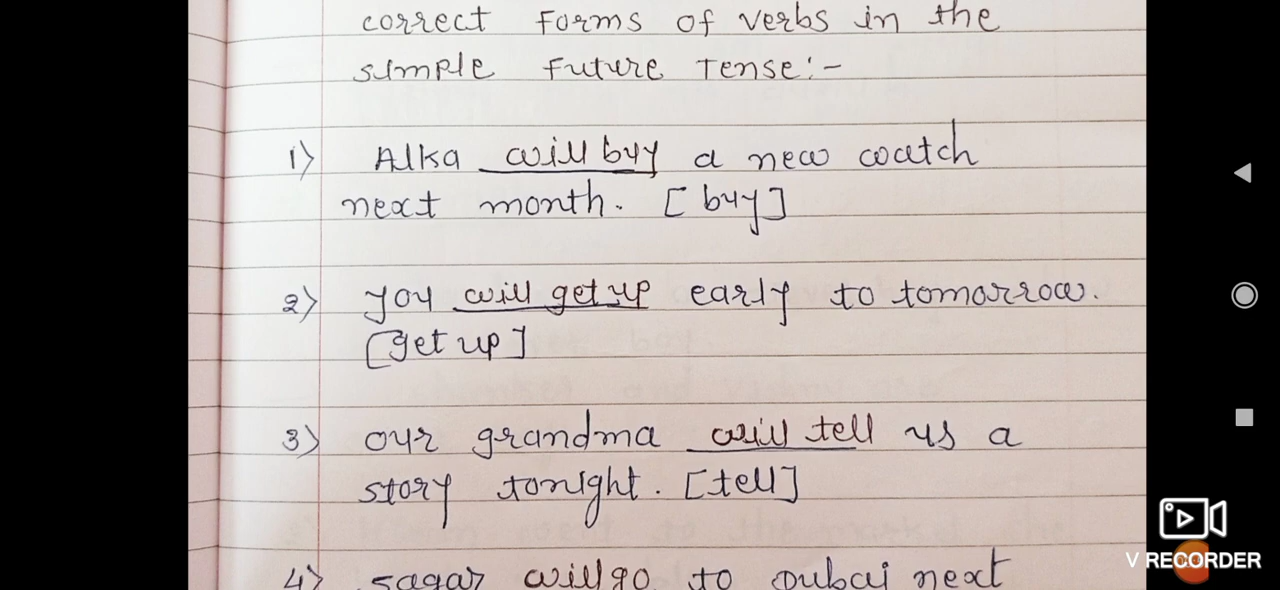 correct forms of verbs in the
simple future tense:-
1) Alka will buy a new watch
next month. [buy]
2) you will get up early to tomorrow.
[get up]
3) our grandma will tell us a
story tonight. [tell]
4) sagar will go to Dubai next
V RECORDER